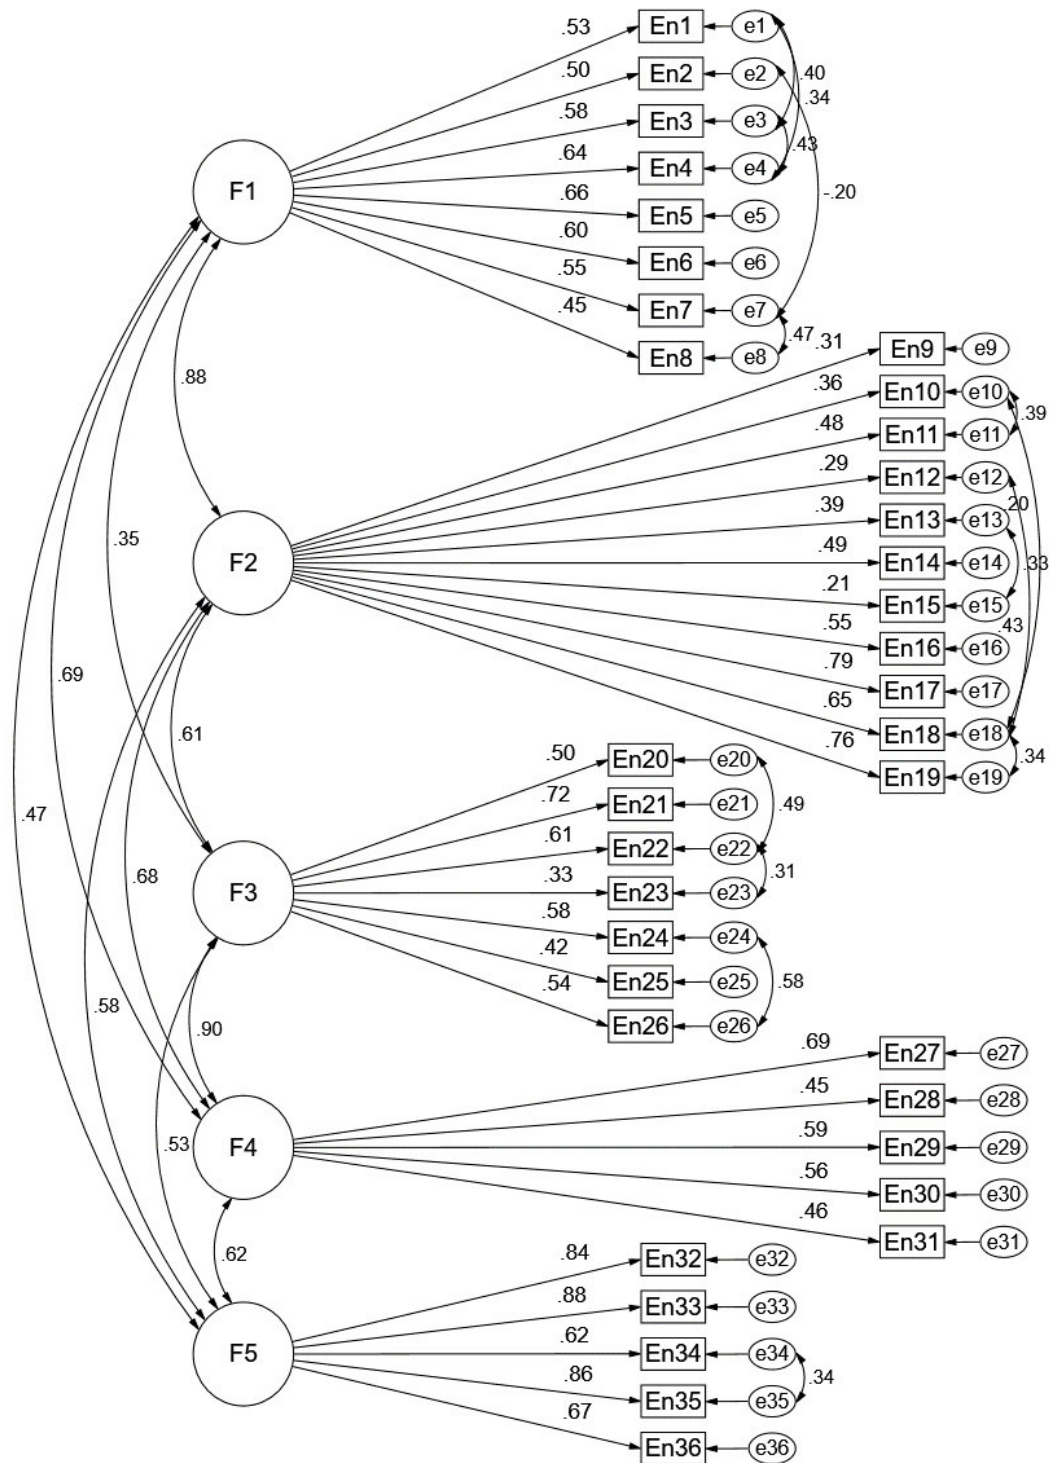 .53 En1 e1
.40
.50 En2 e2
.34
.58 En3 e3
.43
.64 En4 e4
F1
-.20
.66 En5 e5
.60 En6 e6
.55 En7 e7
.45 En8 e8
.47
.31 En9 e9
.88
.36 En10 e10
.39
.48 En11 e11
.29 En12 e12
.20
.39 En13 e13
.35
F2
.49 En14 e14
.33
.21 En15 e15
.43
.55 En16 e16
.69
.79 En17 e17
.61
.65 En18 e18
.34
.76 En19 e19
.50 En20 e20
.47
.72 En21 e21
.49
.61 En22 e22
.31
.68
F3
.33 En23 e23
.58 En24 e24
.42 En25 e25
.58
.54 En26 e26
.58
.90
.69 En27 e27
.45 En28 e28
.53
F4
.59 En29 e29
.56 En30 e30
.46 En31 e31
.62
.84 En32 e32
.88 En33 e33
F5
.62 En34 e34
.34
.86 En35 e35
.67 En36 e36